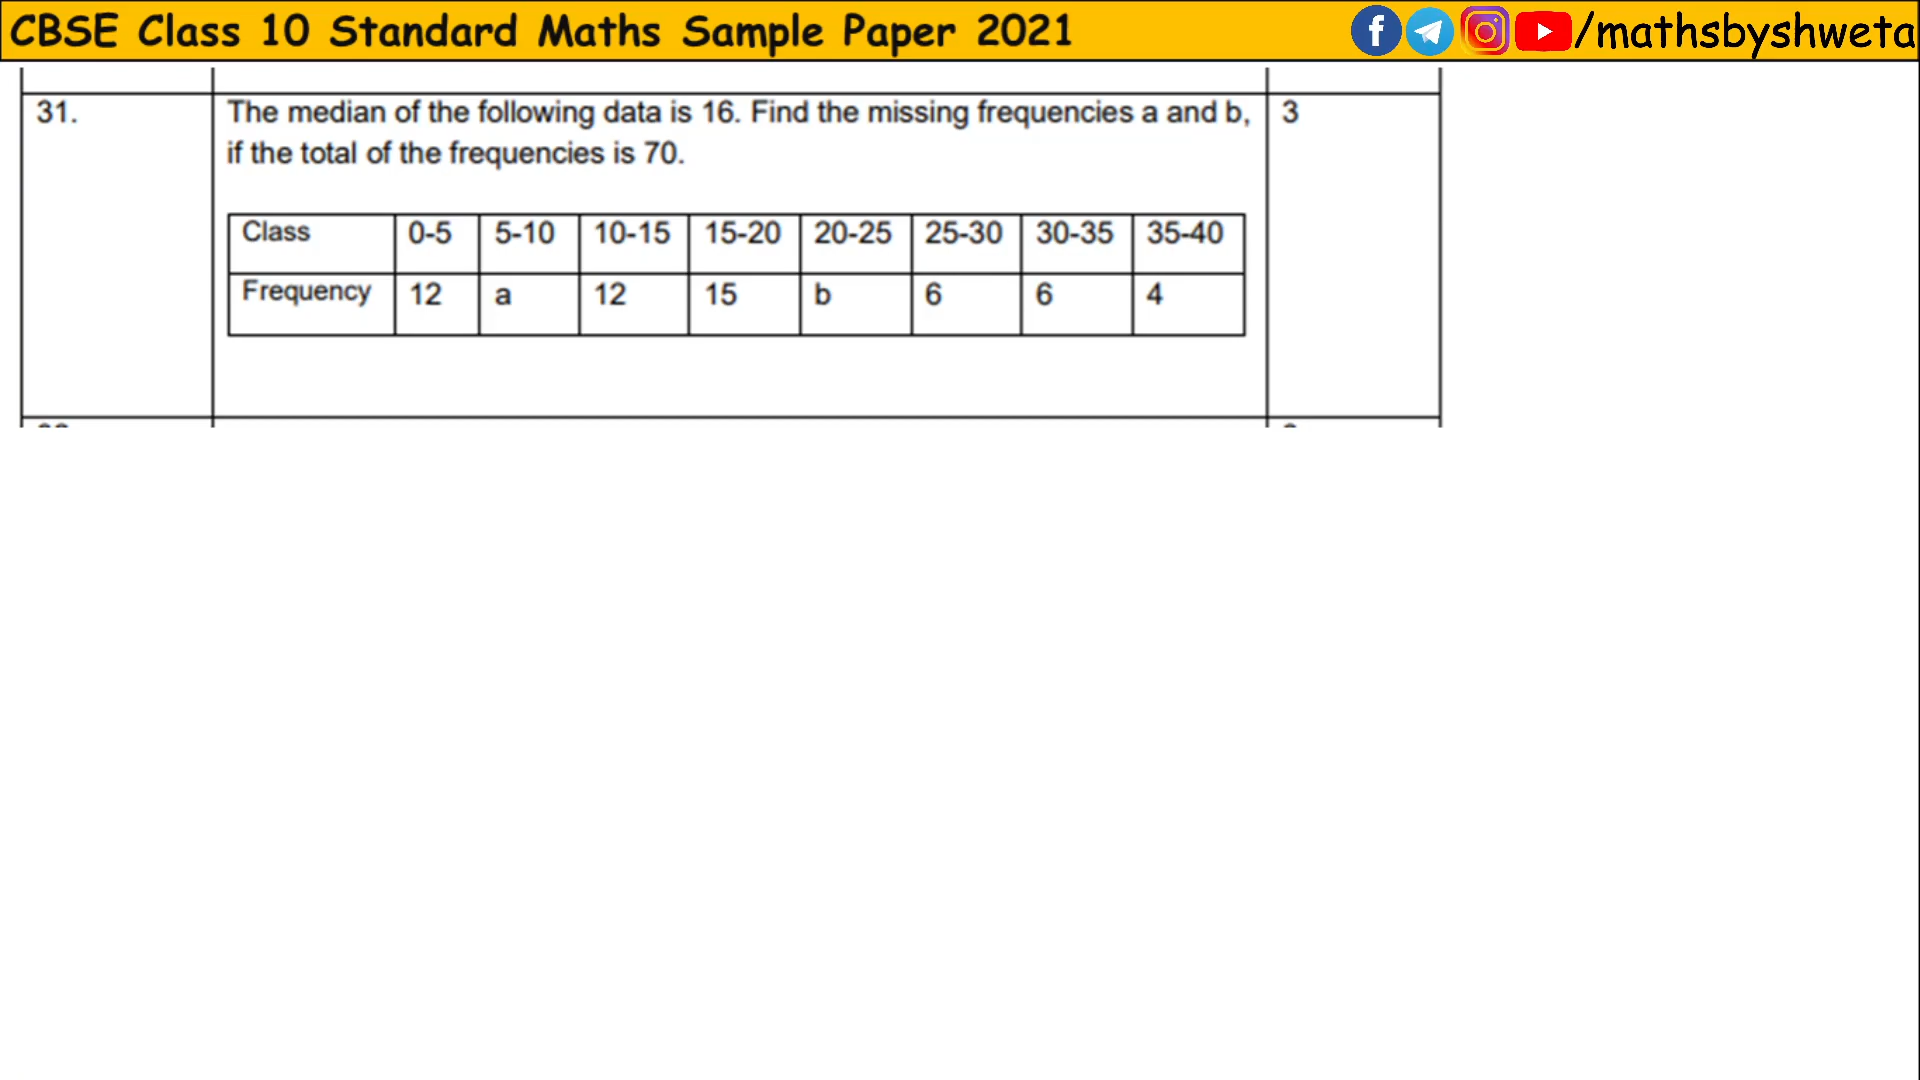 CBSE Class 10 Standard Maths Sample Paper 2021
/mathsbyshweta
31. The median of the following data is 16. Find the missing frequencies a and b, 3
if the total of the frequencies is 70.
Class 0-5 5-10 10-15 15-20 20-25 25-30 30-35 35-40
Frequency 12 a 12 15 b 6 6 4